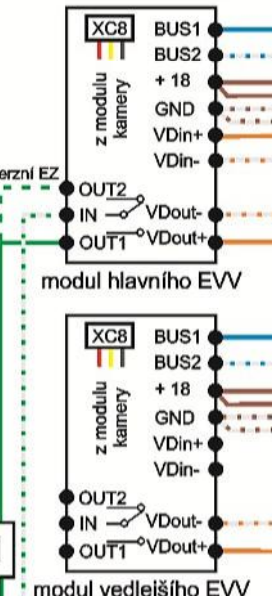 XC8 BUS1
BUS2
z modulu
kamery
+ 18
GND
VDin+
VDin-
erzní EZ
OUT2
IN VDout-
OUT1 VDout+
modul hlavního EVV
XC8 BUS1
BUS2
z modulu
kamery
+ 18
GND
VDin+
VDin-
OUT2
IN VDout-
OUT1 VDout+
modul vedlejšího EVV